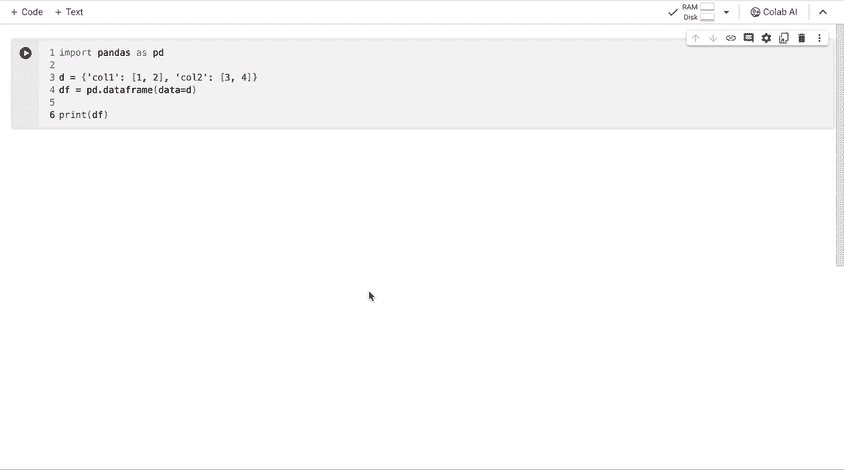 + Code + Text
RAM
Disk
Colab AI
1 import pandas as pd
2
3 d = {'col1': [1, 2], 'col2': [3, 4]}
4 df = pd.dataframe(data=d)
5
6 print(df)